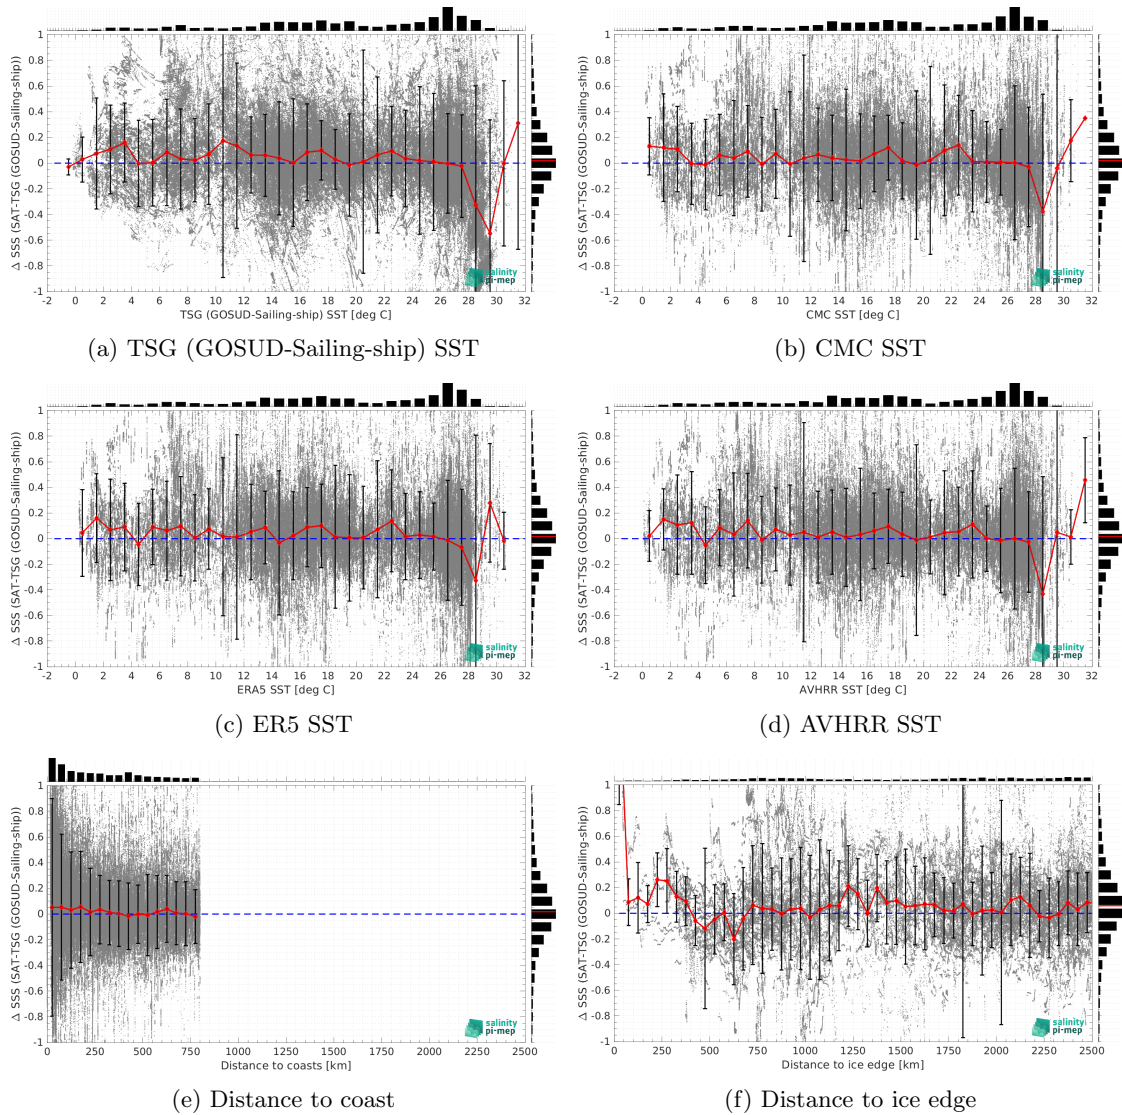 Δ SSS (SAT-TSG (GOSUD-Sailing-ship))
1
0.8
0.6
0.4
0.2
0
-0.2
-0.4
-0.6
-0.8
-1
salinity
pi-mep
-2 0 2 4 6 8 10 12 14 16 18 20 22 24 26 28 30 32
TSG (GOSUD-Sailing-ship) SST [deg C]
(a) TSG (GOSUD-Sailing-ship) SST
Δ SSS (SAT-TSG (GOSUD-Sailing-ship))
1
0.8
0.6
0.4
0.2
0
-0.2
-0.4
-0.6
-0.8
-1
salinity
pi-mep
-2 0 2 4 6 8 10 12 14 16 18 20 22 24 26 28 30 32
CMC SST [deg C]
(b) CMC SST
Δ SSS (SAT-TSG (GOSUD-Sailing-ship))
1
0.8
0.6
0.4
0.2
0
-0.2
-0.4
-0.6
-0.8
-1
salinity
pi-mep
-2 0 2 4 6 8 10 12 14 16 18 20 22 24 26 28 30 32
ERA5 SST [deg C]
(c) ER5 SST
Δ SSS (SAT-TSG (GOSUD-Sailing-ship))
1
0.8
0.6
0.4
0.2
0
-0.2
-0.4
-0.6
-0.8
-1
salinity
pi-mep
-2 0 2 4 6 8 10 12 14 16 18 20 22 24 26 28 30 32
AVHRR SST [deg C]
(d) AVHRR SST
Δ SSS (SAT-TSG (GOSUD-Sailing-ship))
1
0.8
0.6
0.4
0.2
0
-0.2
-0.4
-0.6
-0.8
-1
salinity
pi-mep
0 250 500 750 1000 1250 1500 1750 2000 2250 2500
Distance to coasts [km]
(e) Distance to coast
Δ SSS (SAT-TSG (GOSUD-Sailing-ship))
1
0.8
0.6
0.4
0.2
0
-0.2
-0.4
-0.6
-0.8
-1
salinity
pi-mep
0 250 500 750 1000 1250 1500 1750 2000 2250 2500
Distance to ice edge [km]
(f) Distance to ice edge